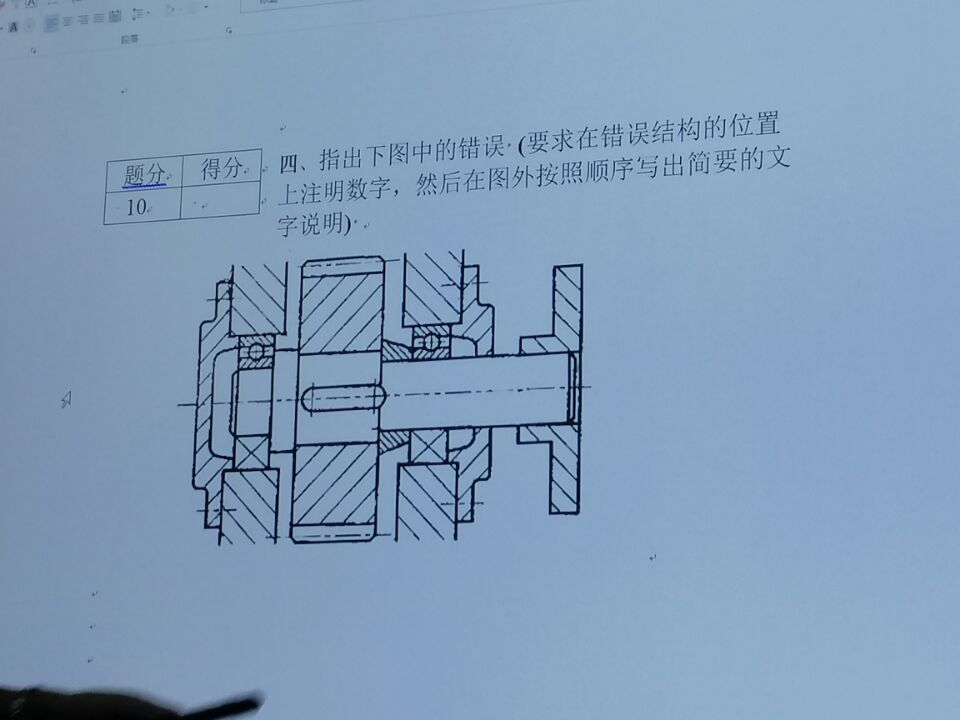 段落
题分 得分
10
四、指出下图中的错误 (要求在错误结构的位置
上注明数字，然后在图外按照顺序写出简要的文
字说明)